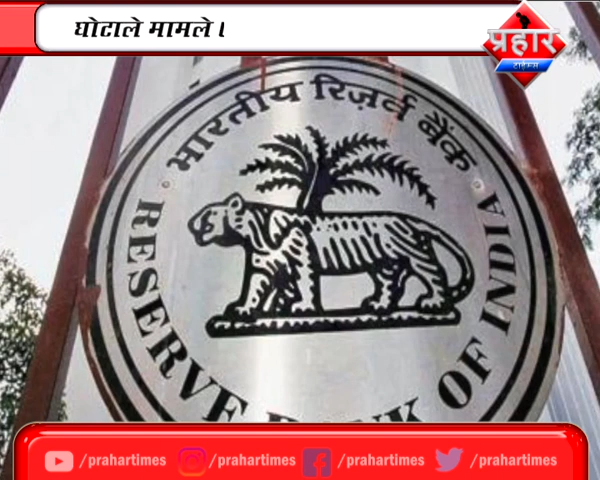 घोटाले मामले।
प्रहार
टाईम्स
भारतीय रिज़र्व बैंक
RESERVE BANK OF INDIA
/prahartimes
/prahartimes
/prahartimes
/prahartimes